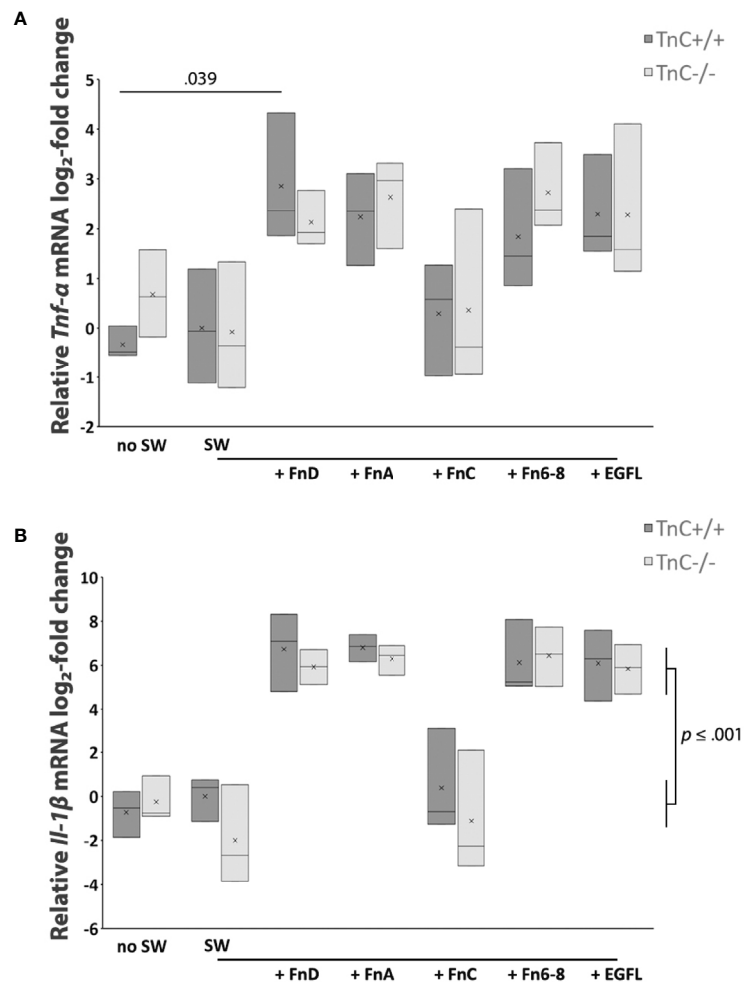 A
TnC+/+
TnC-/-
Relative Tnf-α mRNA log₂-fold change
5
4
3
2
1
0
-1
-2
.039
no SW
SW
+ FnD
+ FnA
+ FnC
+ Fn6-8
+ EGFL
B
TnC+/+
TnC-/-
Relative Il-1β mRNA log₂-fold change
10
8
6
4
2
0
-2
-4
-6
p ≤ .001
no SW
SW
+ FnD
+ FnA
+ FnC
+ Fn6-8
+ EGFL